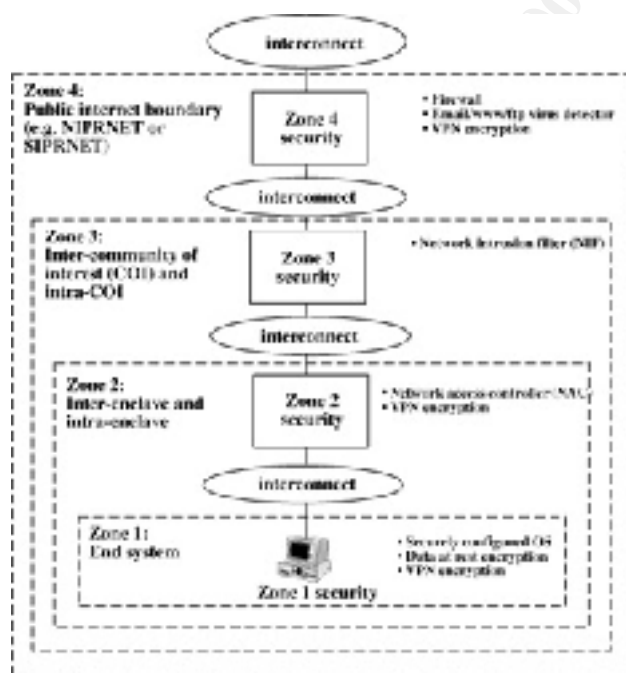 interconnect
Zone 4:
Public internet boundary
(e.g. NIPRNET or
SIPRNET)
Zone 4
security
• Firewall
• Email/www/ftp virus detector
• VPN encryption
interconnect
Zone 3:
Inter-community of
interest (COI) and
intra-COI
Zone 3
security
• Network intrusion filter (NIF)
interconnect
Zone 2:
Inter-enclave and
intra-enclave
Zone 2
security
• Network access controller (NAC)
• VPN encryption
interconnect
Zone 1:
End system
• Securely configured OS
• Data at rest encryption
• VPN encryption
Zone 1 security